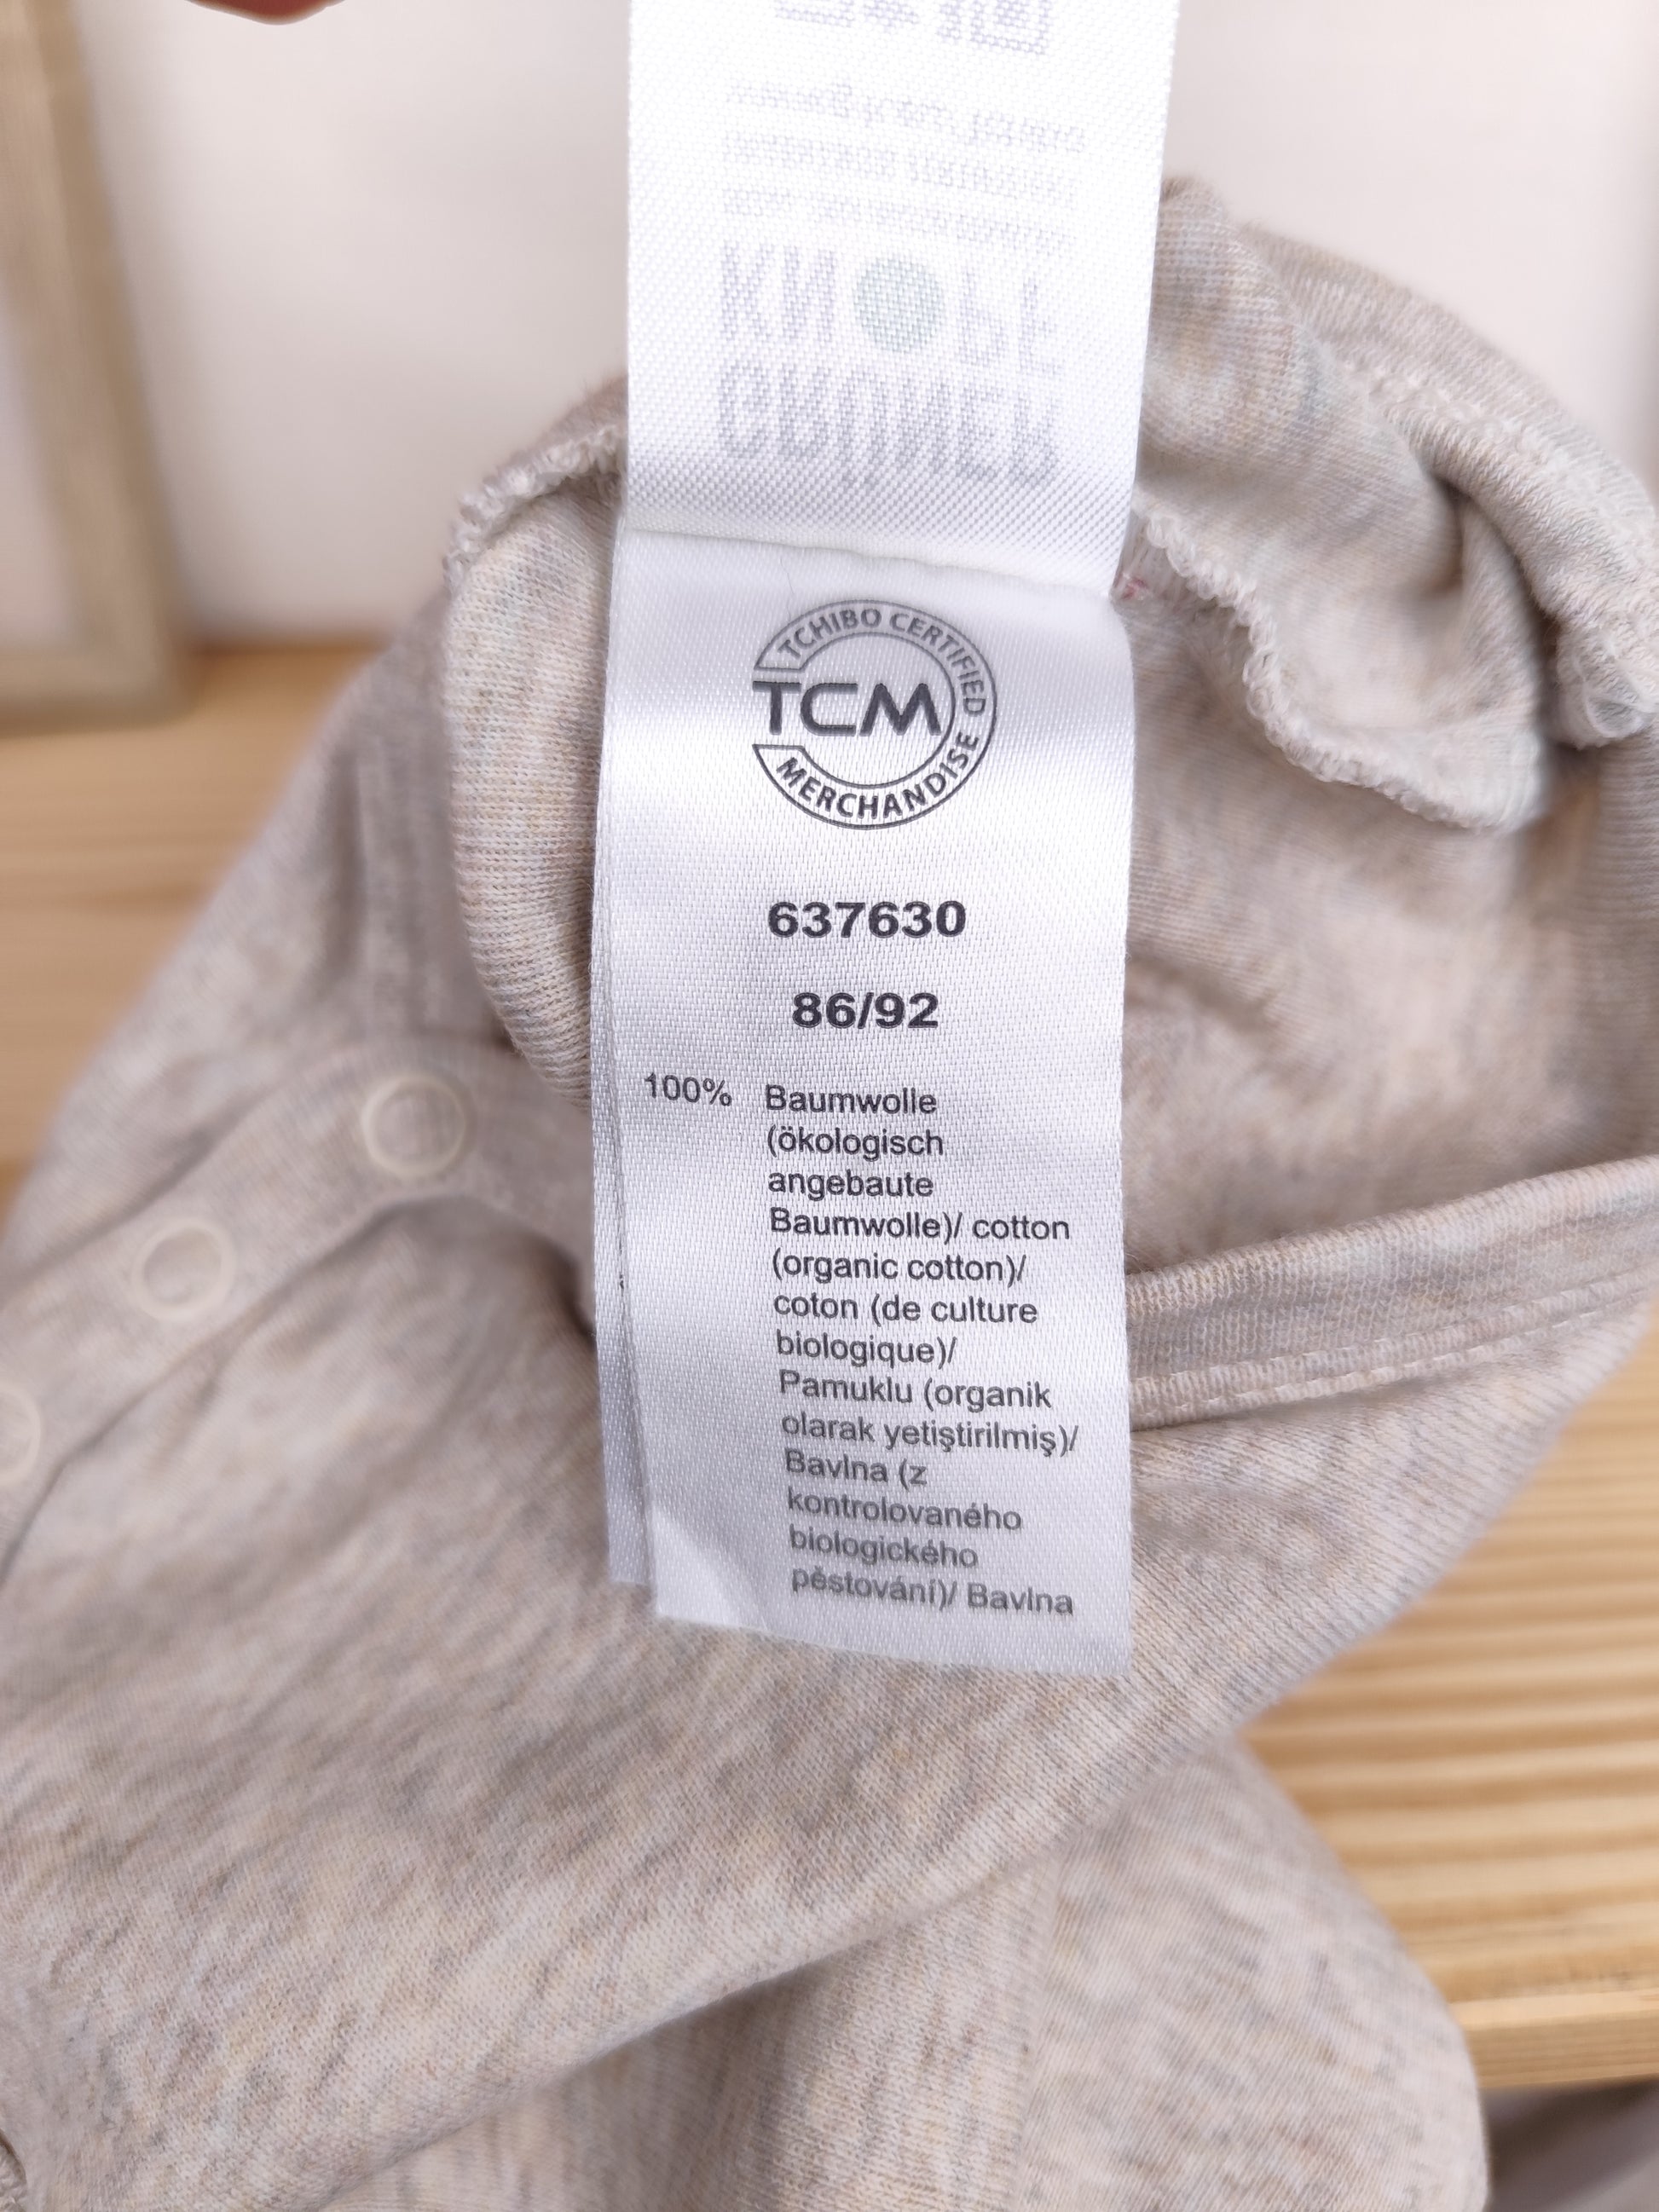 TCHIBO CERTIFIED
TCM
MERCHANDISE
637630
86/92
100% Baumwolle
(ökologisch
angebaute
Baumwolle)/ cotton
(organic cotton)/
coton (de culture
biologique)/
Pamuklu (organik
olarak yetiştirilmiş)/
Bavlna (z
kontrolovaného
biologického
pěstování)/ Bavlna